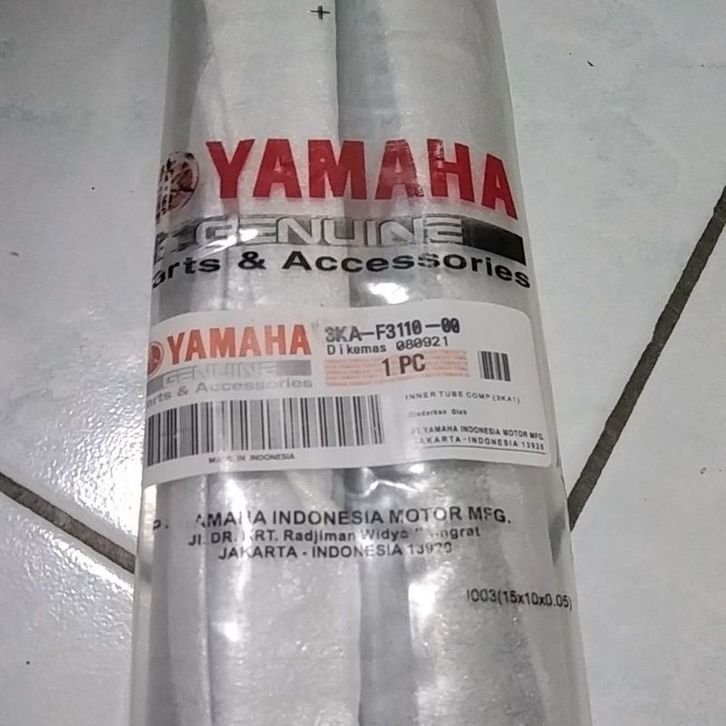 YAMAHA
GENUINE
Parts & Accessories
YAMAHA
GENUINE
Parts & Accessories
3KA-F3110-00
Dikemas 080921
1 PC
INNER TUBE COMP (3KA1)
Diedarkan Oleh
PT.YAMAHA INDONESIA MOTOR MFG.
JAKARTA-INDONESIA 13920
MADE IN INDONESIA
YAMAHA INDONESIA MOTOR MFG.
Jl. DR. KRT. Radjiman
JAKARTA - INDONESIA 13920
003(15x10x0.05)